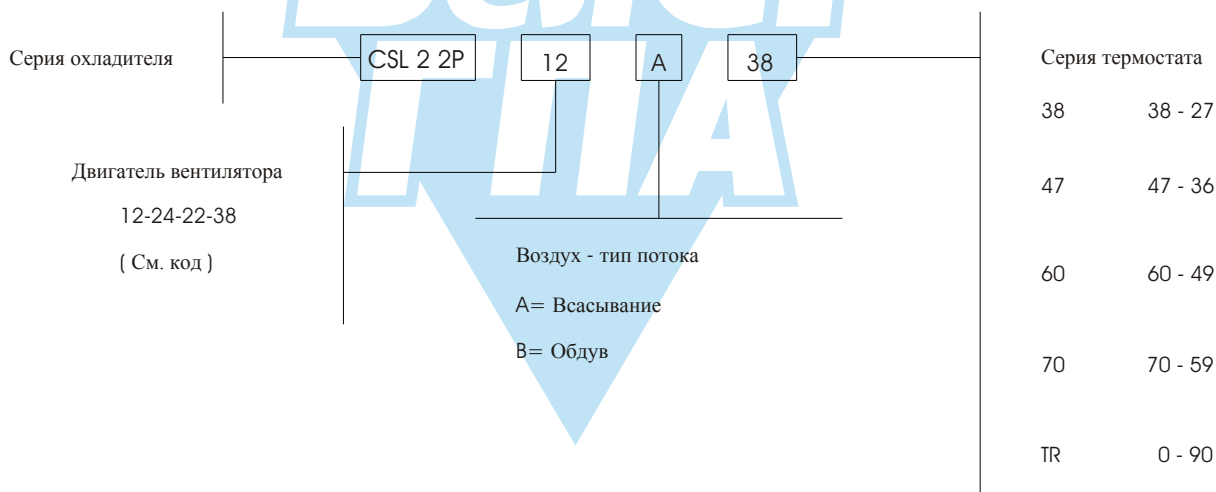 Серия охладителя
CSL 2 2P 12 A 38
Серия термостата
38 38 - 27
47 47 - 36
60 60 - 49
70 70 - 59
TR 0 - 90
Двигатель вентилятора
12-24-22-38
( См. код )
Воздух - тип потока
A= Всасывание
B= Обдув